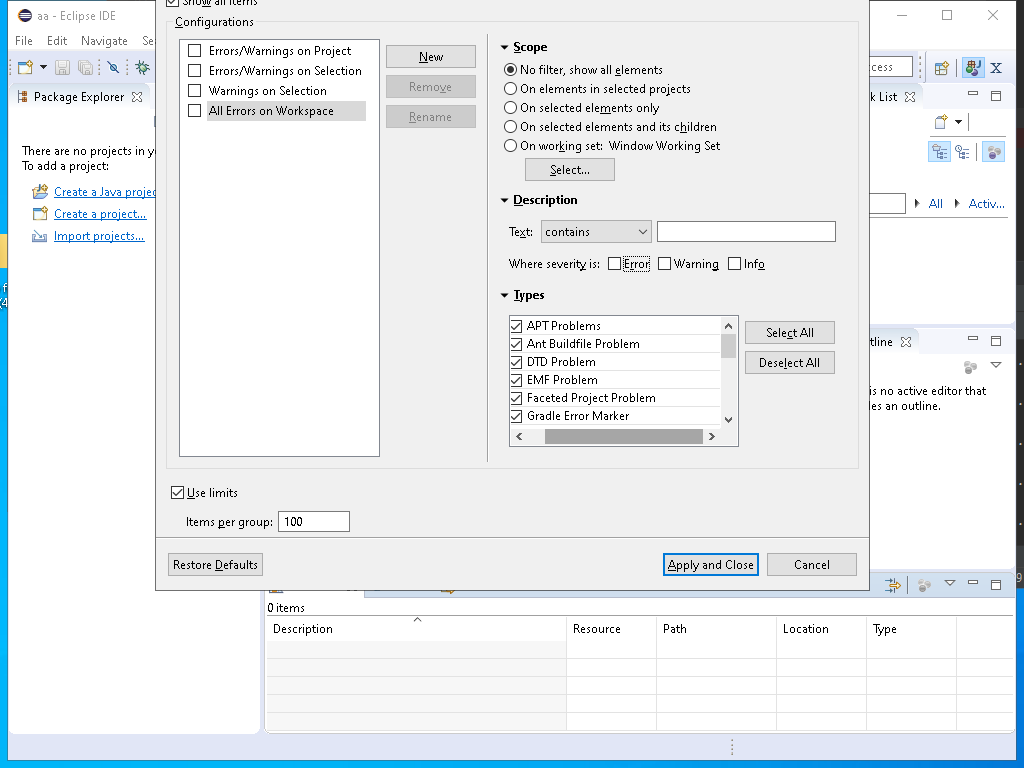 aa - Eclipse IDE
File Edit Navigate Se
Show all items
Configurations
Errors/Warnings on Project
Errors/Warnings on Selection
Warnings on Selection
All Errors on Workspace
New
Remove
Rename
Scope
No filter, show all elements
On elements in selected projects
On selected elements only
On selected elements and its children
On working set: Window Working Set
Select...
Description
Text: contains
Where severity is: Error Warning Info
Types
APT Problems
Ant Buildfile Problem
DTD Problem
EMF Problem
Faceted Project Problem
Gradle Error Marker
Select All
Deselect All
Use limits
Items per group: 100
Restore Defaults
Apply and Close
Cancel
Package Explorer
There are no projects in y
To add a project:
Create a Java projec
Create a project...
Import projects...
cess
k List
All Activ...
tline
is no active editor that
es an outline.
0 items
Description Resource Path Location Type